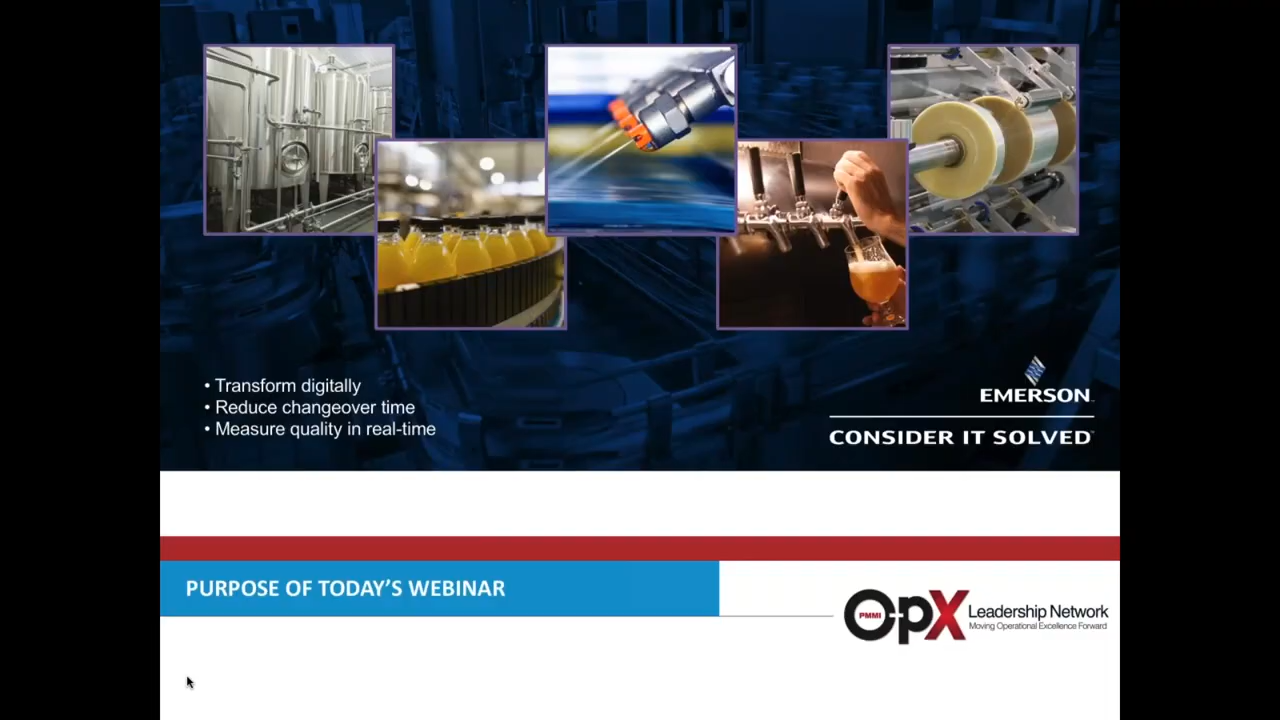 • Transform digitally
• Reduce changeover time
• Measure quality in real-time
EMERSON
CONSIDER IT SOLVED™
PURPOSE OF TODAY'S WEBINAR
PMMI
OpX
Leadership Network
Moving Operational Excellence Forward